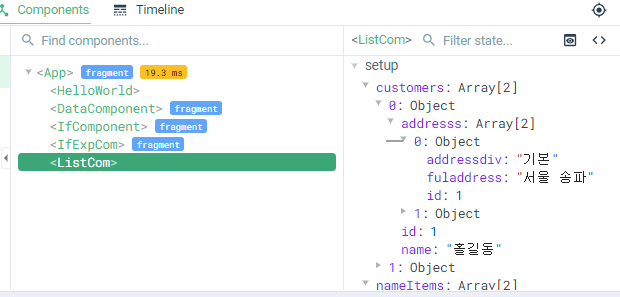 Components
Timeline
Find components...
<App> fragment 19.3 ms
<HelloWorld>
<DataComponent> fragment
<IfComponent> fragment
<IfExpCom> fragment
<ListCom>
<ListCom> Filter state...
setup
customers: Array[2]
0: Object
addresss: Array[2]
0: Object
addressdiv: "기본"
fuladdress: "서울 송파"
id: 1
1: Object
id: 1
name: "홀길동"
1: Object
nameItems: Array[2]